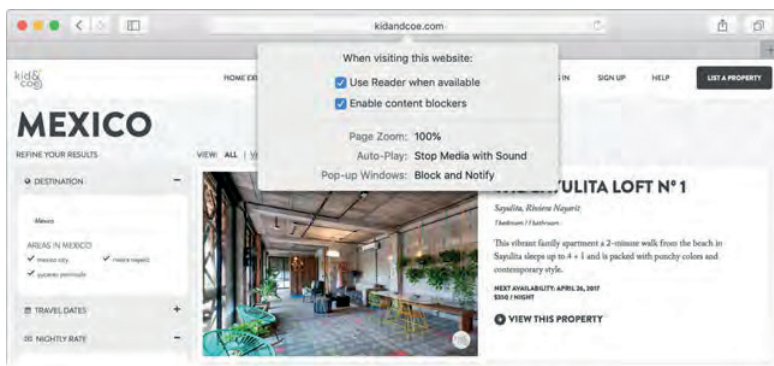 kidandcoe.com
When visiting this website:
Use Reader when available
Enable content blockers
Page Zoom: 100%
Auto-Play: Stop Media with Sound
Pop-up Windows: Block and Notify
kid&
coe
HOME EX
IN
SIGN UP
HELP
LIST A PROPERTY
MEXICO
REFINE YOUR RESULTS
VIEW: ALL |
DESTINATION
Mexico
AREAS IN MEXICO
mexico city
riviera nayarit
yucatan peninsula
TRAVEL DATES
NIGHTLY RATE
SAYULITA LOFT Nº 1
Sayulita, Riviera Nayarit
1 bedroom / 1 bathroom
This vibrant family apartment a 2-minute walk from the beach in
Sayulita sleeps up to 4 + 1 and is packed with punchy colors and
contemporary style.
NEXT AVAILABILITY: APRIL 26, 2017
$350 / NIGHT
VIEW THIS PROPERTY